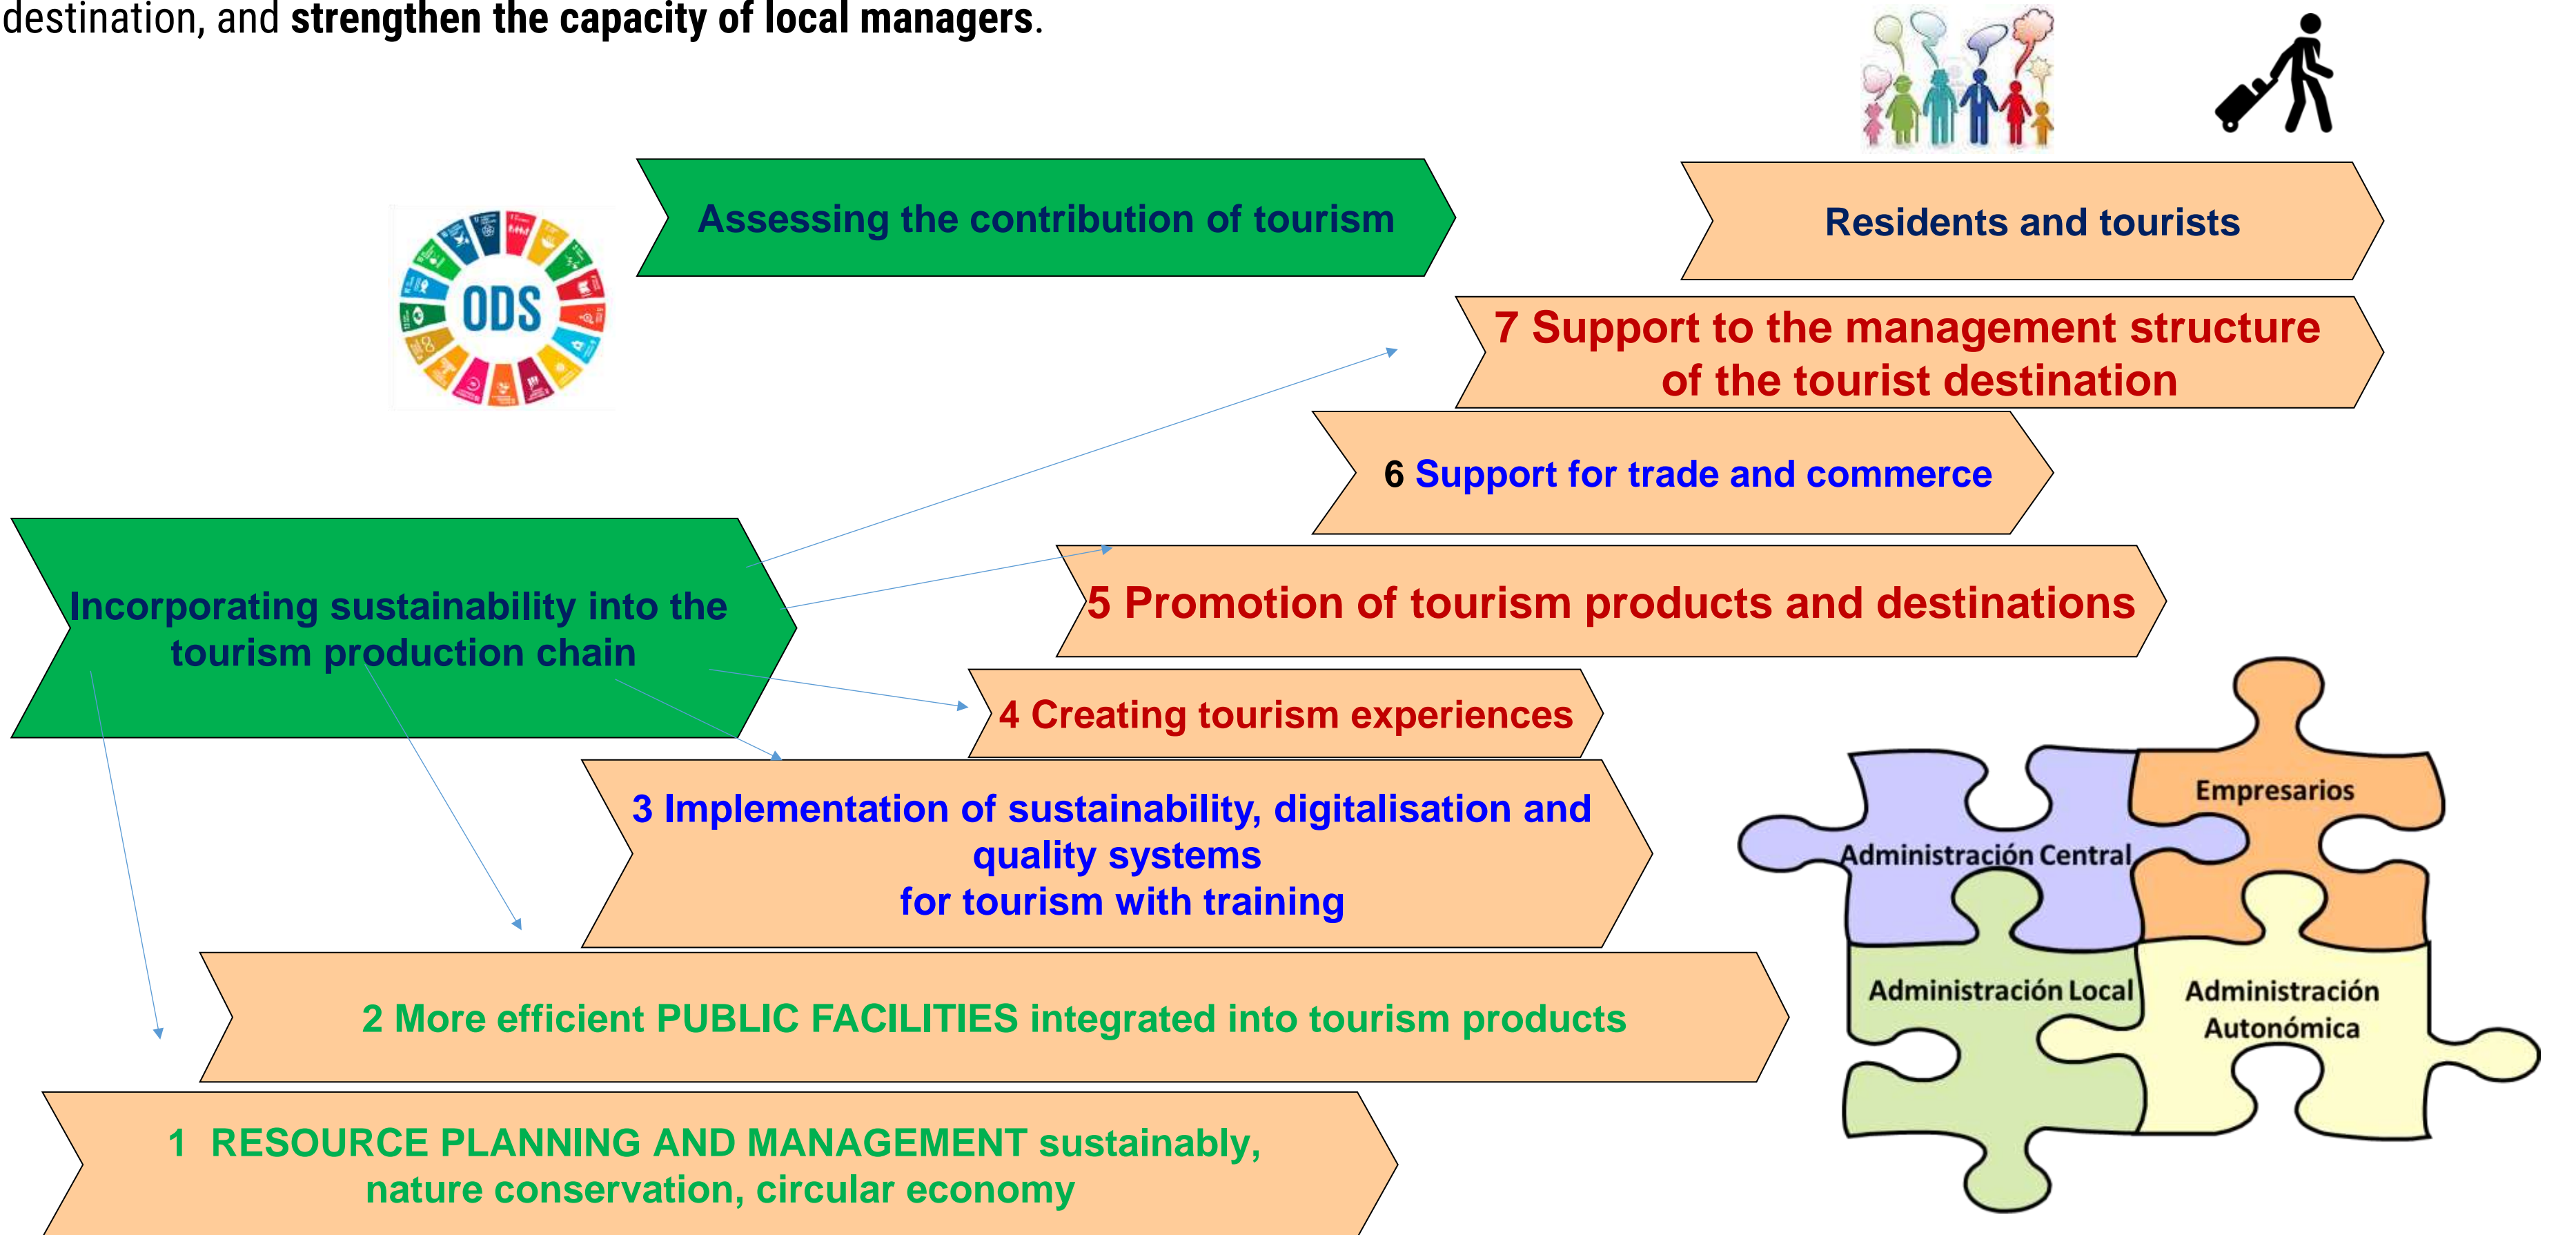 destination, and strengthen the capacity of local managers.
Assessing the contribution of tourism
Residents and tourists
ODS
7 Support to the management structure
of the tourist destination
6 Support for trade and commerce
Incorporating sustainability into the
tourism production chain
5 Promotion of tourism products and destinations
4 Creating tourism experiences
3 Implementation of sustainability, digitalisation and
quality systems
for tourism with training
2 More efficient PUBLIC FACILITIES integrated into tourism products
1 RESOURCE PLANNING AND MANAGEMENT sustainably,
nature conservation, circular economy
Empresarios
Administración Central
Administración Local
Administración
Autonómica